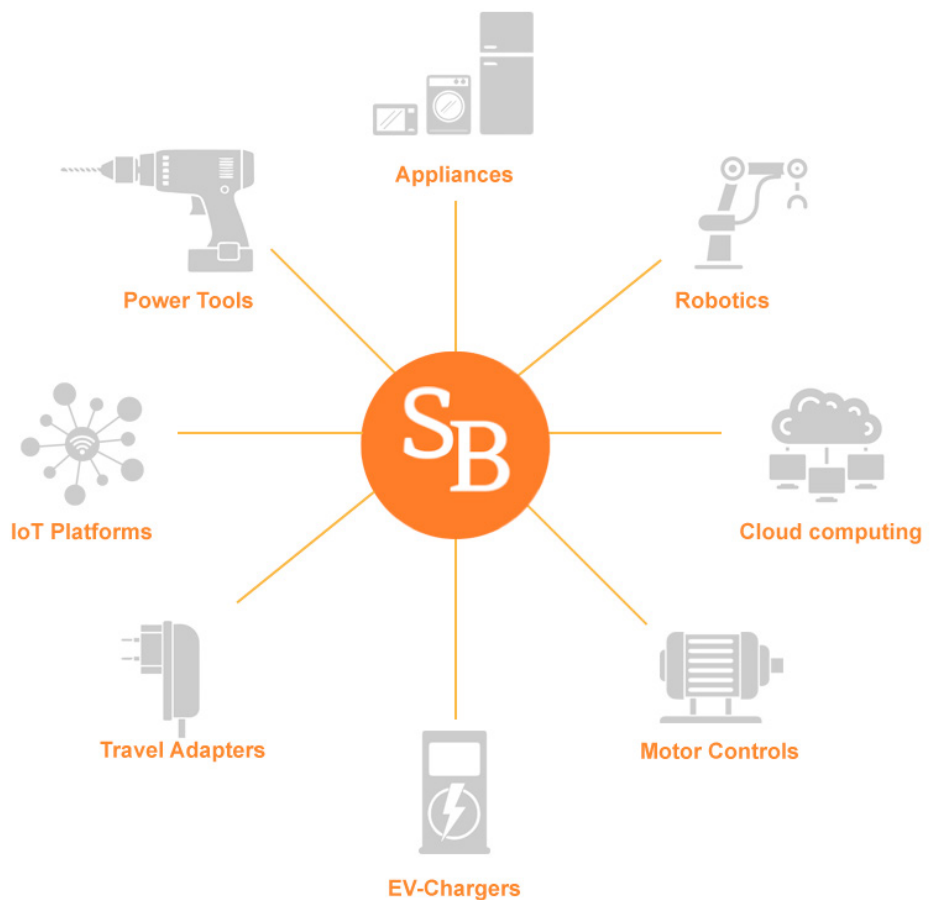 Appliances
Power Tools
Robotics
SB
IoT Platforms
Cloud computing
Travel Adapters
Motor Controls
EV-Chargers